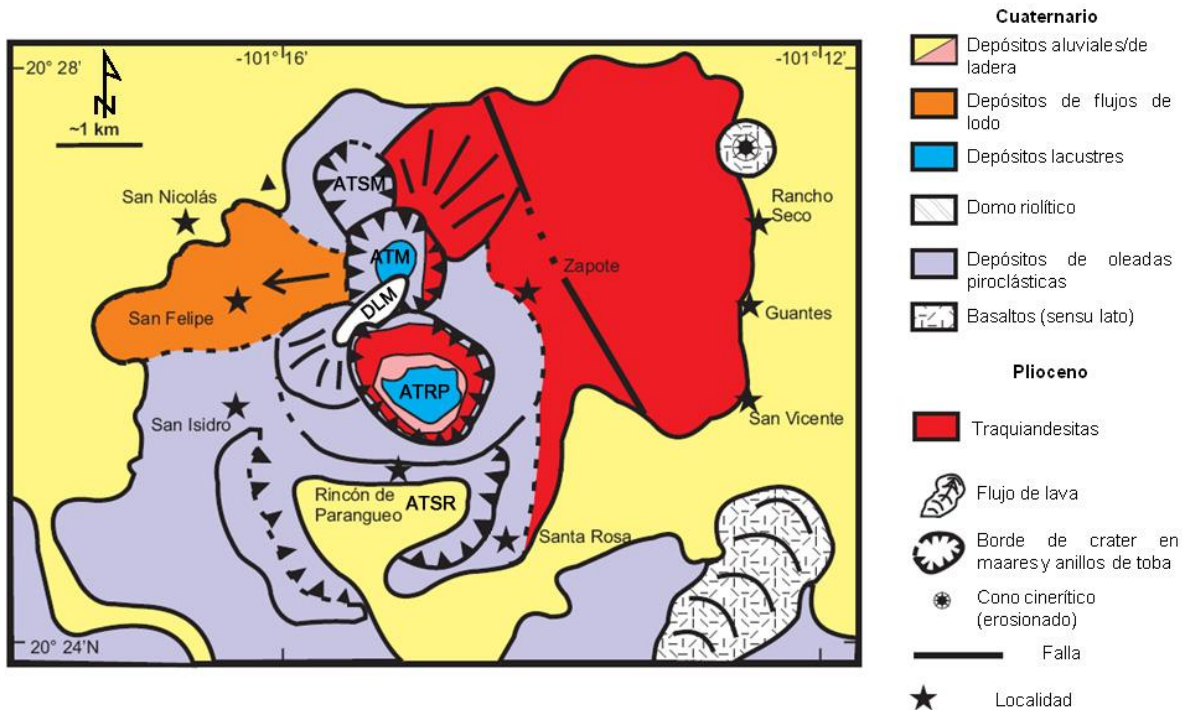 20° 28'
-101° 16'
-101° 12'
N
~1 km
San Nicolás
ATSM
Rancho
Seco
ATM
Zapote
San Felipe
DLM
Guantes
ATRP
San Isidro
San Vicente
Rincón de
Parangueo
ATSR
Santa Rosa
20° 24'N
Cuaternario
Depósitos aluviales/de
ladera
Depósitos de flujos de
lodo
Depósitos lacustres
Domo riolítico
Depósitos de oleadas
piroclásticas
Basaltos (sensu lato)
Plioceno
Traquiandesitas
Flujo de lava
Borde de crater en
maares y anillos de toba
Cono cinerítico
(erosionado)
Falla
Localidad